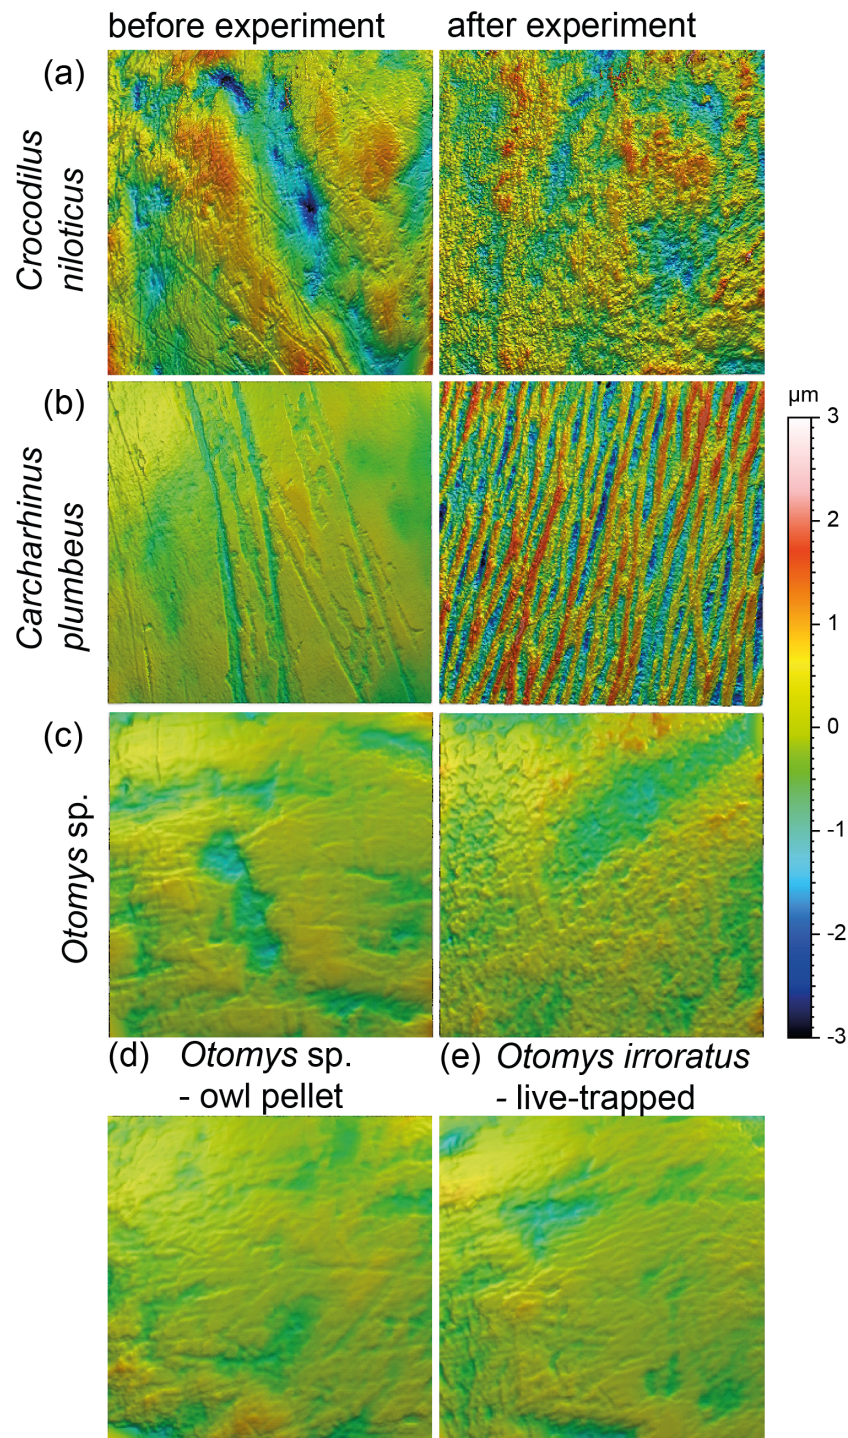 before experiment
after experiment
(a)
Crocodilus
niloticus
(b)
Carcharhinus
plumbeus
µm
3
2
1
0
-1
-2
-3
(c)
Otomys sp.
(d) Otomys sp.
- owl pellet
(e) Otomys irroratus
- live-trapped